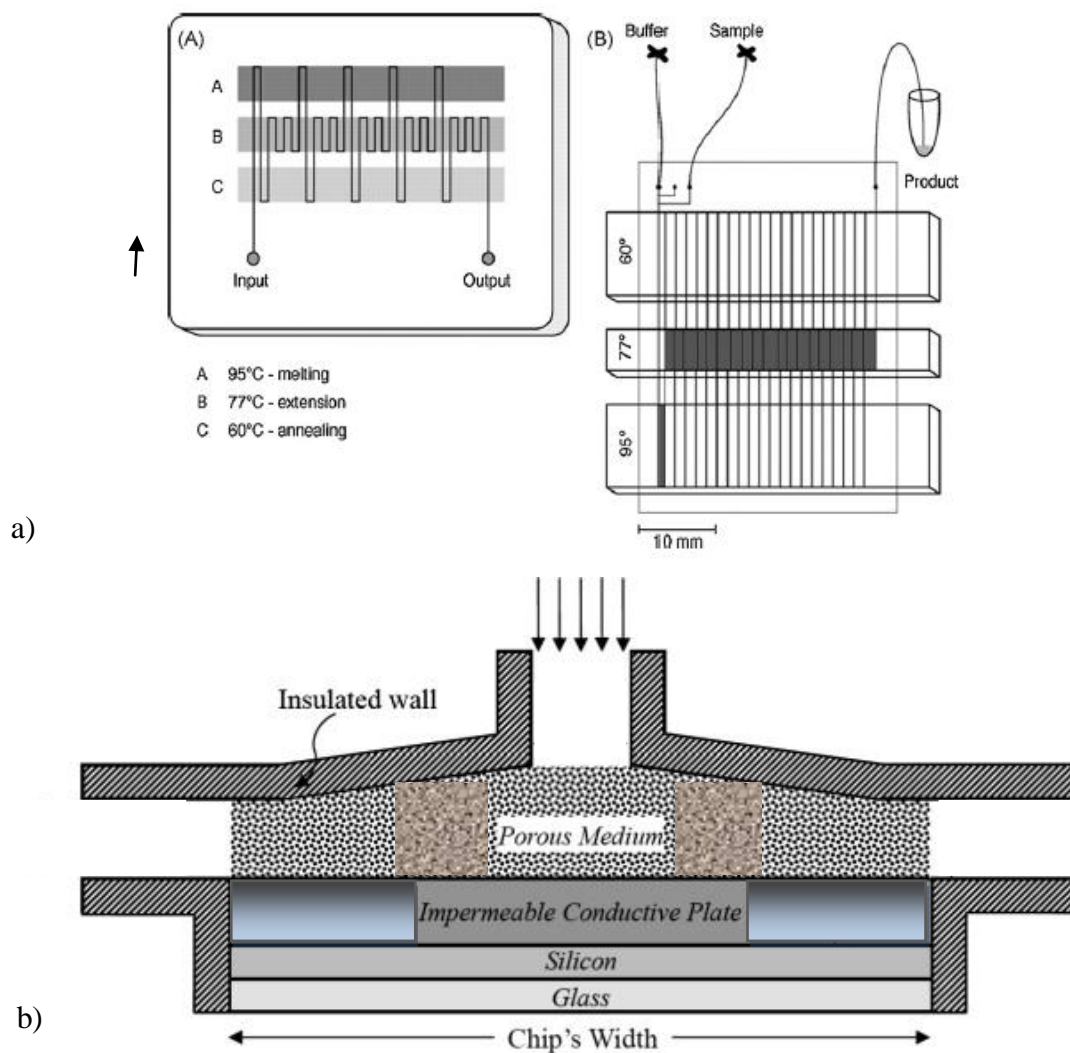 (A)
A
B
C
Input
Output
A 95°C - melting
B 77°C - extension
C 60°C - annealing
(B)
Buffer
Sample
Product
60°
77°
95°
10 mm
a)
Insulated wall
Porous Medium
Impermeable Conductive Plate
Silicon
Glass
Chip's Width
b)